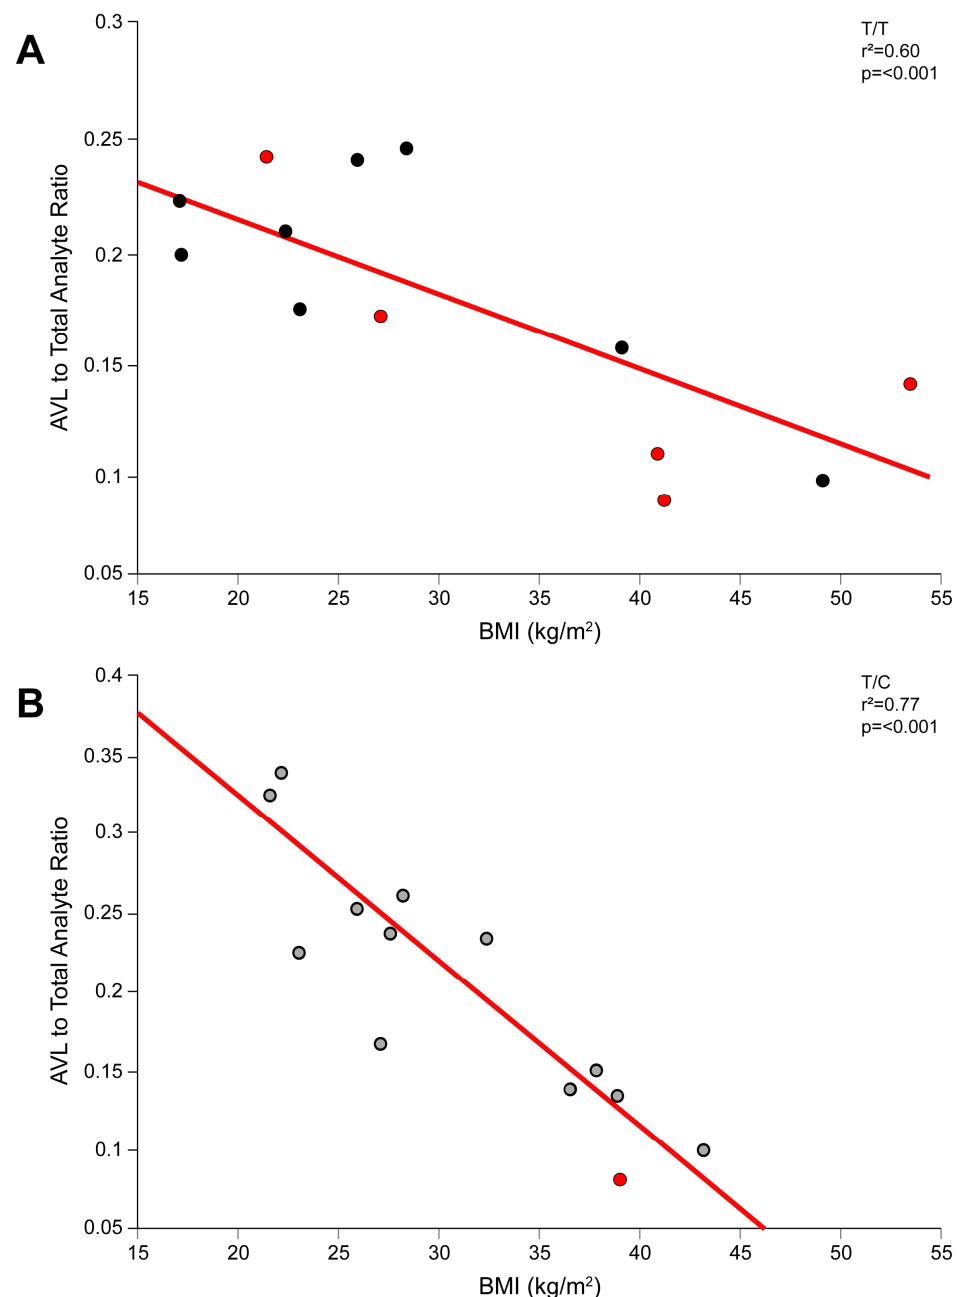 A
T/T
r²=0.60
p=<0.001
0.3
0.25
0.2
0.15
0.1
0.05
AVL to Total Analyte Ratio
15 20 25 30 35 40 45 50 55
BMI (kg/m²)
B
T/C
r²=0.77
p=<0.001
0.4
0.35
0.3
0.25
0.2
0.15
0.1
0.05
AVL to Total Analyte Ratio
15 20 25 30 35 40 45 50 55
BMI (kg/m²)